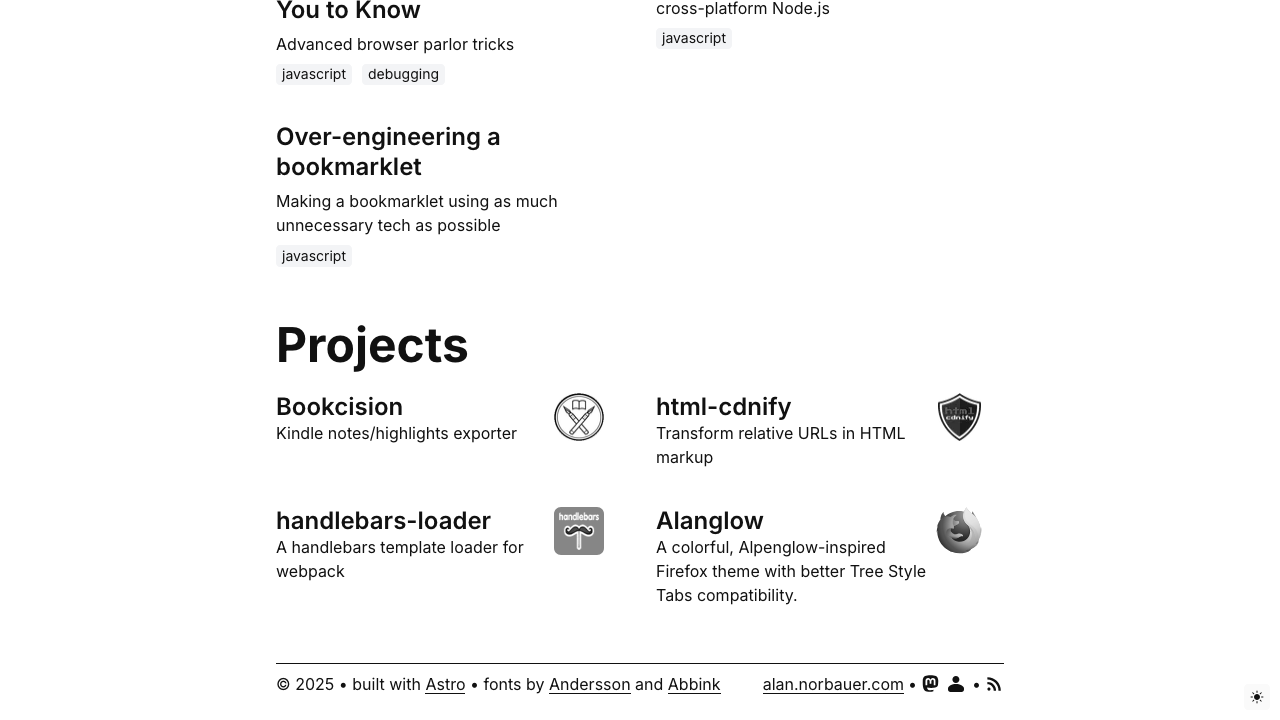 You to Know
Advanced browser parlor tricks
javascript debugging
cross-platform Node.js
javascript
Over-engineering a
bookmarklet
Making a bookmarklet using as much
unnecessary tech as possible
javascript
Projects
Bookcision
Kindle notes/highlights exporter
html-cdnify
Transform relative URLs in HTML
markup
html
cdnify
handlebars-loader
A handlebars template loader for
webpack
handlebars
Alanglow
A colorful, Alpenglow-inspired
Firefox theme with better Tree Style
Tabs compatibility.
© 2025 • built with Astro • fonts by Andersson and Abbink
alan.norbauer.com • •